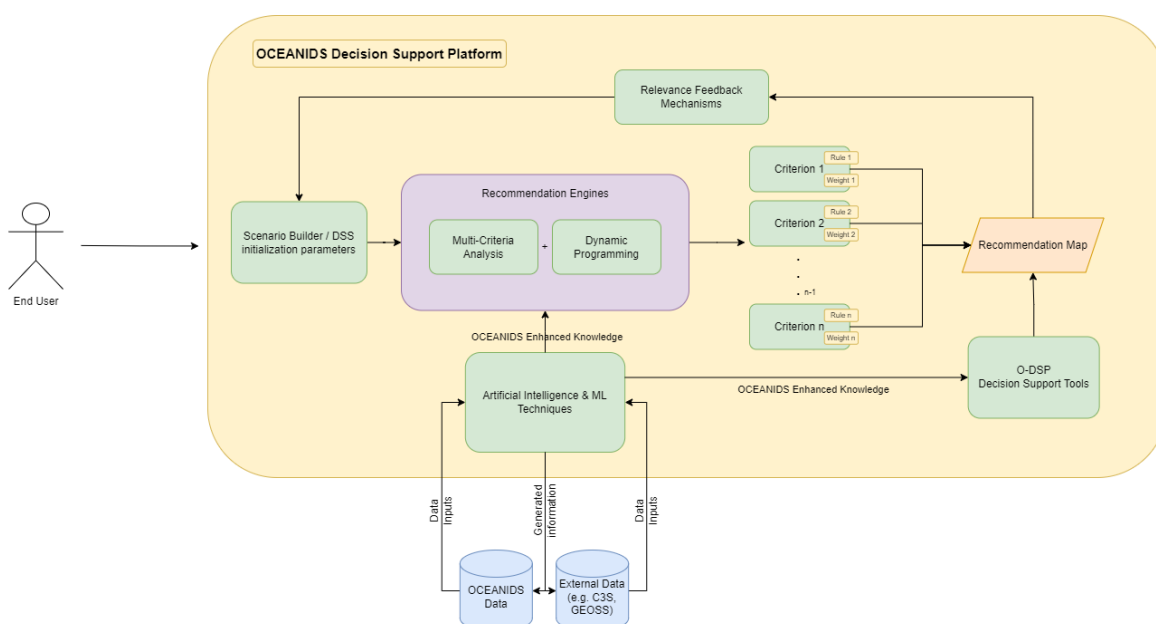 OCEANIDS Decision Support Platform
Relevance Feedback
Mechanisms
Rule 1
Criterion 1
Weight 1
Recommendation Engines
Scenario Builder / DSS
initialization parameters
Multi-Criteria
Analysis
+
Dynamic
Programming
Rule 2
Criterion 2
Weight 2
.
.
. n-1
Recommendation Map
End User
Rule n
Criterion n
Weight n
OCEANIDS Enhanced Knowledge
Artificial Intelligence & ML
Techniques
OCEANIDS Enhanced Knowledge
O-DSP
Decision Support Tools
Data
Inputs
Generated
information
Data
Inputs
OCEANIDS
Data
External Data
(e.g. C3S,
GEOSS)